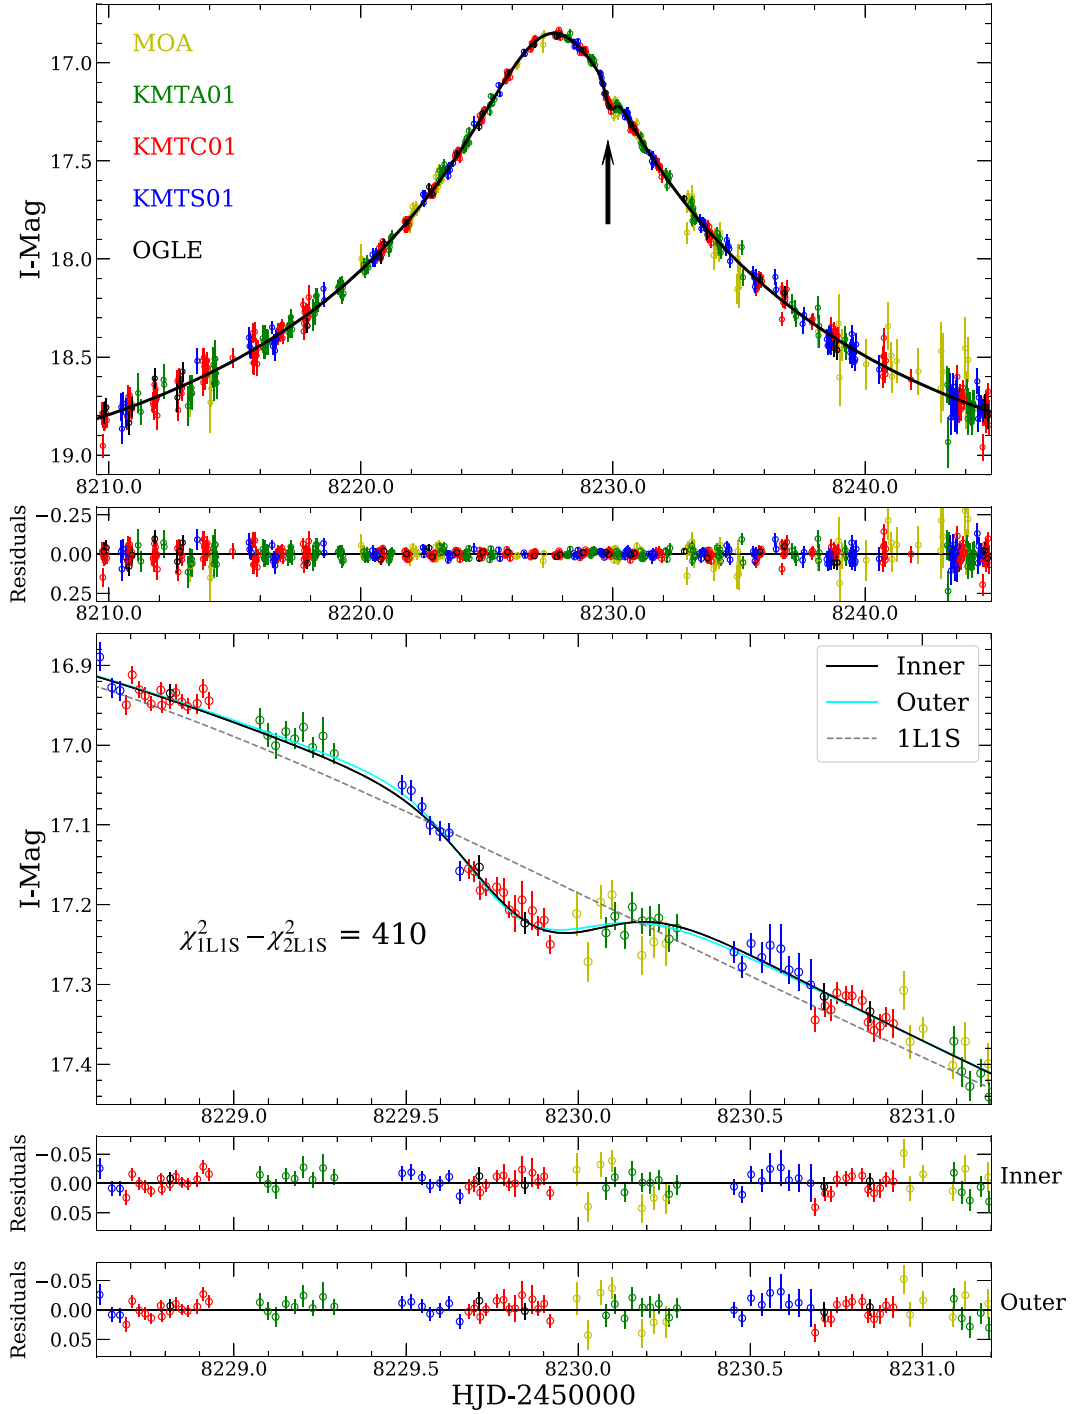 MOA
KMTA01
KMTC01
KMTS01
OGLE
I-Mag
17.0
17.5
18.0
18.5
19.0
8210.0 8220.0 8230.0 8240.0
Residuals
−0.25
0.00
0.25
8210.0 8220.0 8230.0 8240.0
Inner
Outer
1L1S
I-Mag
16.9
17.0
17.1
17.2
17.3
17.4
χ²1L1S − χ²2L1S = 410
8229.0 8229.5 8230.0 8230.5 8231.0
Residuals
−0.05
0.00
0.05
Inner
Residuals
−0.05
0.00
0.05
Outer
8229.0 8229.5 8230.0 8230.5 8231.0
HJD-2450000